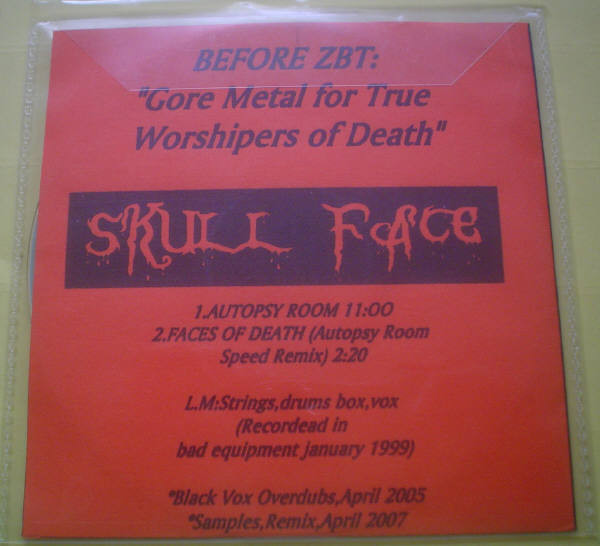 BEFORE ZBT:
"Gore Metal for True
Worshipers of Death"
SKULL FACE
1.AUTOPSY ROOM 11:00
2.FACES OF DEATH (Autopsy Room
Speed Remix) 2:20
L.M:Strings,drums box,vox
(Recordead in
bad equipment january 1999)
*Black Vox Overdubs,April 2005
*Samples,Remix,April 2007